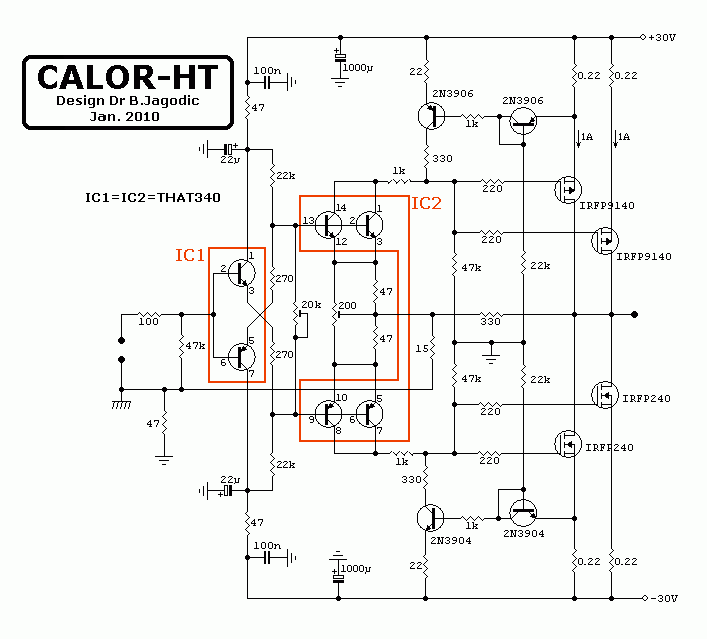 +30V
CALOR-HT
Design Dr B.Jagodic
Jan. 2010
100n
1000µ
22
0.22 0.22
47
2N3906
2N3906
1k
1A
1A
22µ
22k
330
1k
IC1=IC2=THAT340
220
IC2
IRFP9140
14
1
13
2
12
3
220
IC1
IRFP9140
1
2
3
270
47
47k
22k
20k
200
100
330
47k
5
6
7
270
47
15
47k
22k
10
5
IRFP240
47
9
8
6
7
220
IRFP240
22k
1k
220
22µ
330
47
1k
2N3904
2N3904
100n
1000µ
22
0.22 0.22
-30V